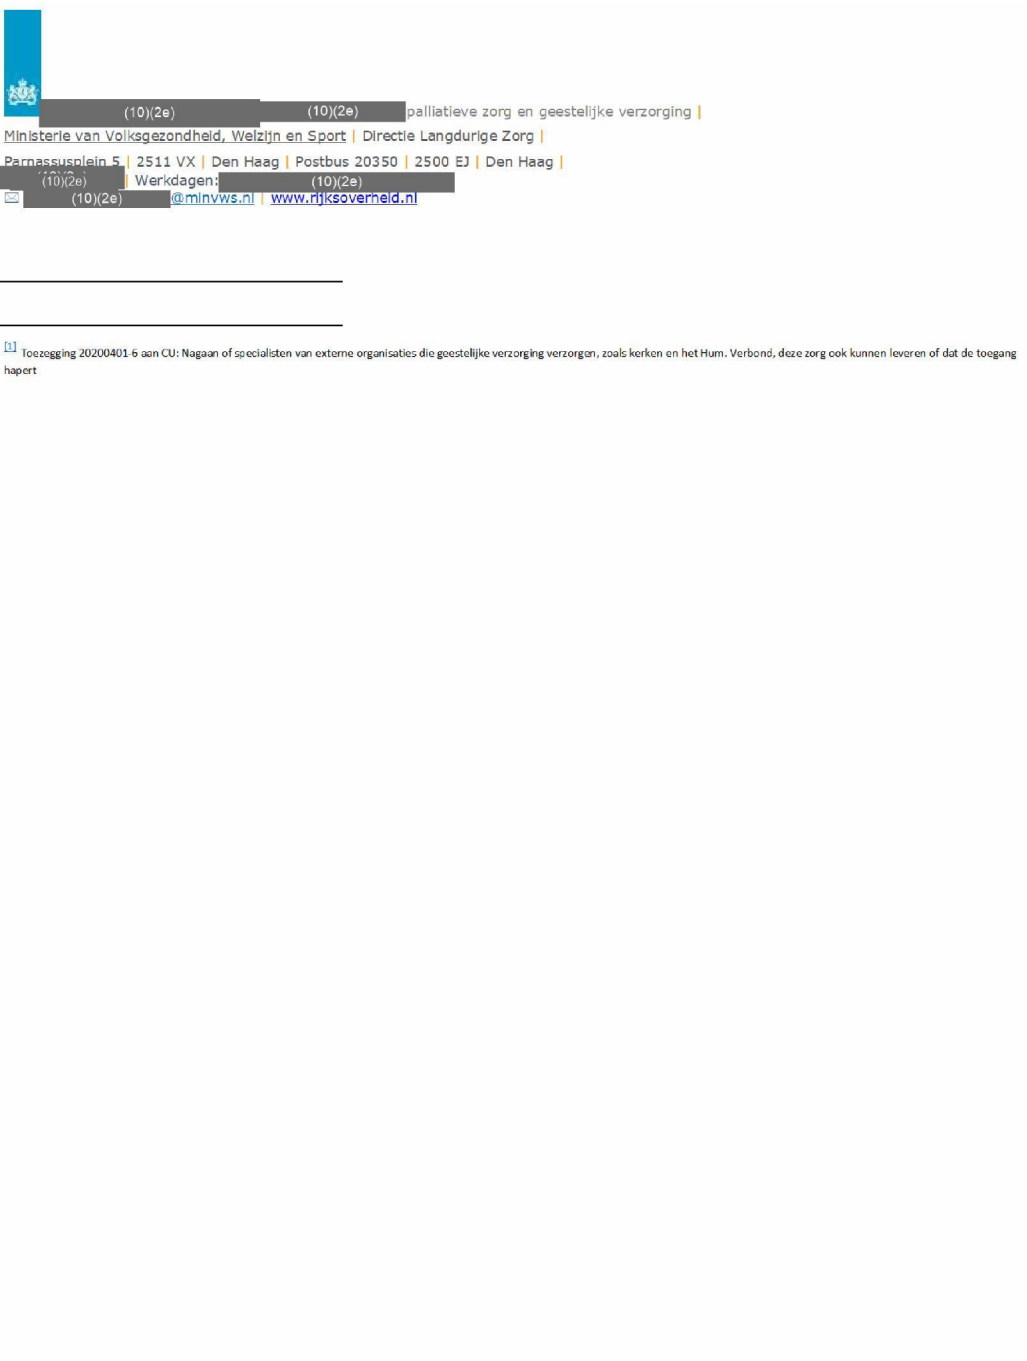 (10)(2e) (10)(2e) palliatieve zorg en geestelijke verzorging |
Ministerie van Volksgezondheid, Welzijn en Sport | Directie Langdurige Zorg |
Parnassusplein 5 | 2511 VX | Den Haag | Postbus 20350 | 2500 EJ | Den Haag |
(10)(2e) | Werkdagen: (10)(2e)
(10)(2e) @minvws.nl | www.rijksoverheid.nl
[1] Toezegging 20200401-6 aan CU: Nagaan of specialisten van externe organisaties die geestelijke verzorging verzorgen, zoals kerken en het Hum. Verbond, deze zorg ook kunnen leveren of dat de toegang
hapert